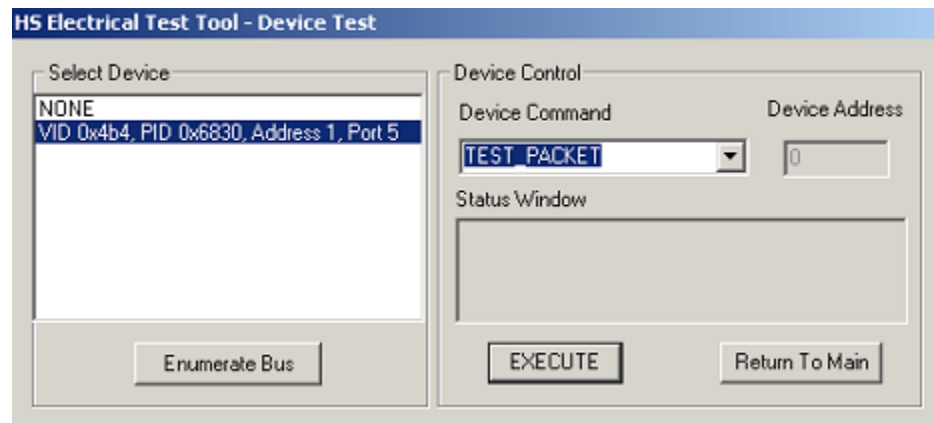 HS Electrical Test Tool - Device Test
Select Device
NONE
VID 0x4b4, PID 0x6830, Address 1, Port 5
Enumerate Bus
Device Control
Device Command
Device Address
TEST_PACKET
0
Status Window
EXECUTE
Return To Main